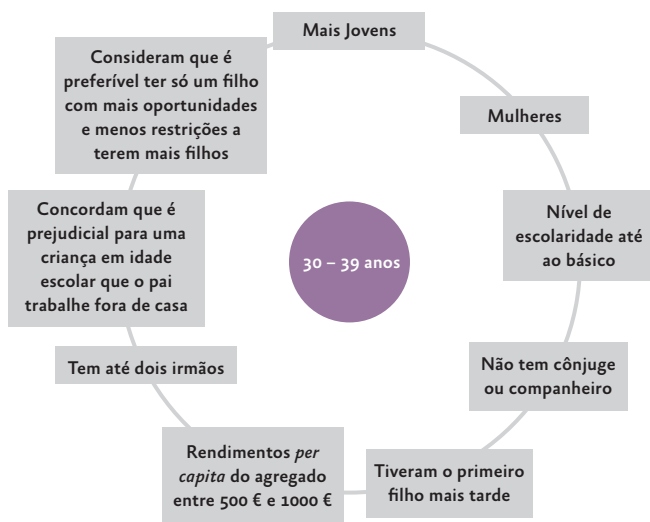 Mais Jovens
Mulheres
Nível de
escolaridade até
ao básico
Não tem cônjuge
ou companheiro
Tiveram o primeiro
filho mais tarde
Rendimentos per
capita do agregado
entre 500 € e 1000 €
Tem até dois irmãos
Concordam que é
prejudicial para uma
criança em idade
escolar que o pai
trabalhe fora de casa
Consideram que é
preferível ter só um filho
com mais oportunidades
e menos restrições a
terem mais filhos
30 – 39 anos